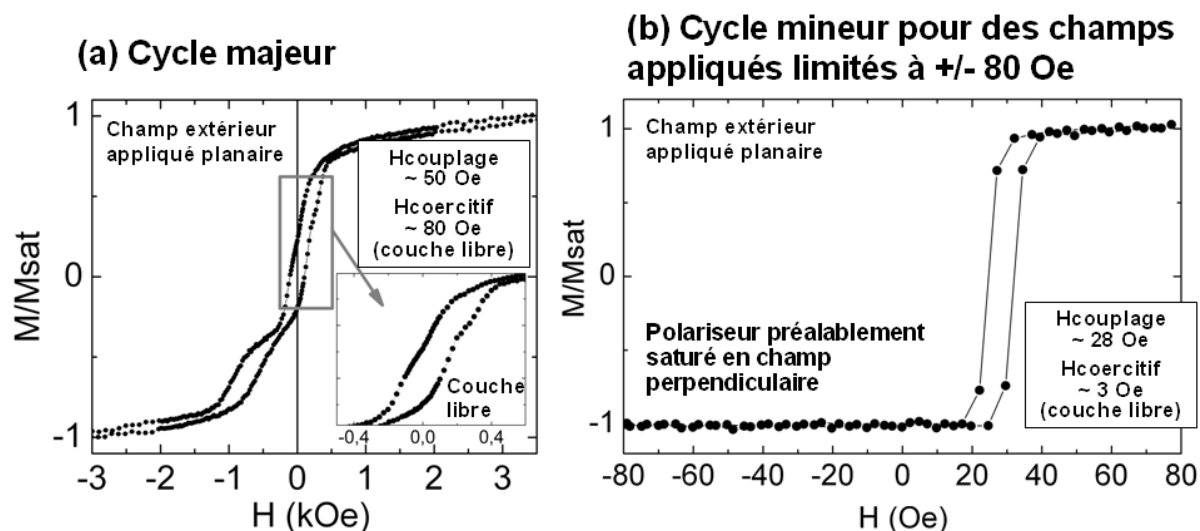 (a) Cycle majeur
Champ extérieur
appliqué planaire
Hcouplage
~ 50 Oe
Hcoercitif
~ 80 Oe
(couche libre)
Couche
libre
-0,4 0,0 0,4
1
0
-1
M/Msat
-3 -2 -1 0 1 2 3
H (kOe)
(b) Cycle mineur pour des champs
appliqués limités à +/- 80 Oe
Champ extérieur
appliqué planaire
Polariseur préalablement
saturé en champ
perpendiculaire
Hcouplage
~ 28 Oe
Hcoercitif
~ 3 Oe
(couche libre)
1
0
-1
M/Msat
-80 -60 -40 -20 0 20 40 60 80
H (Oe)